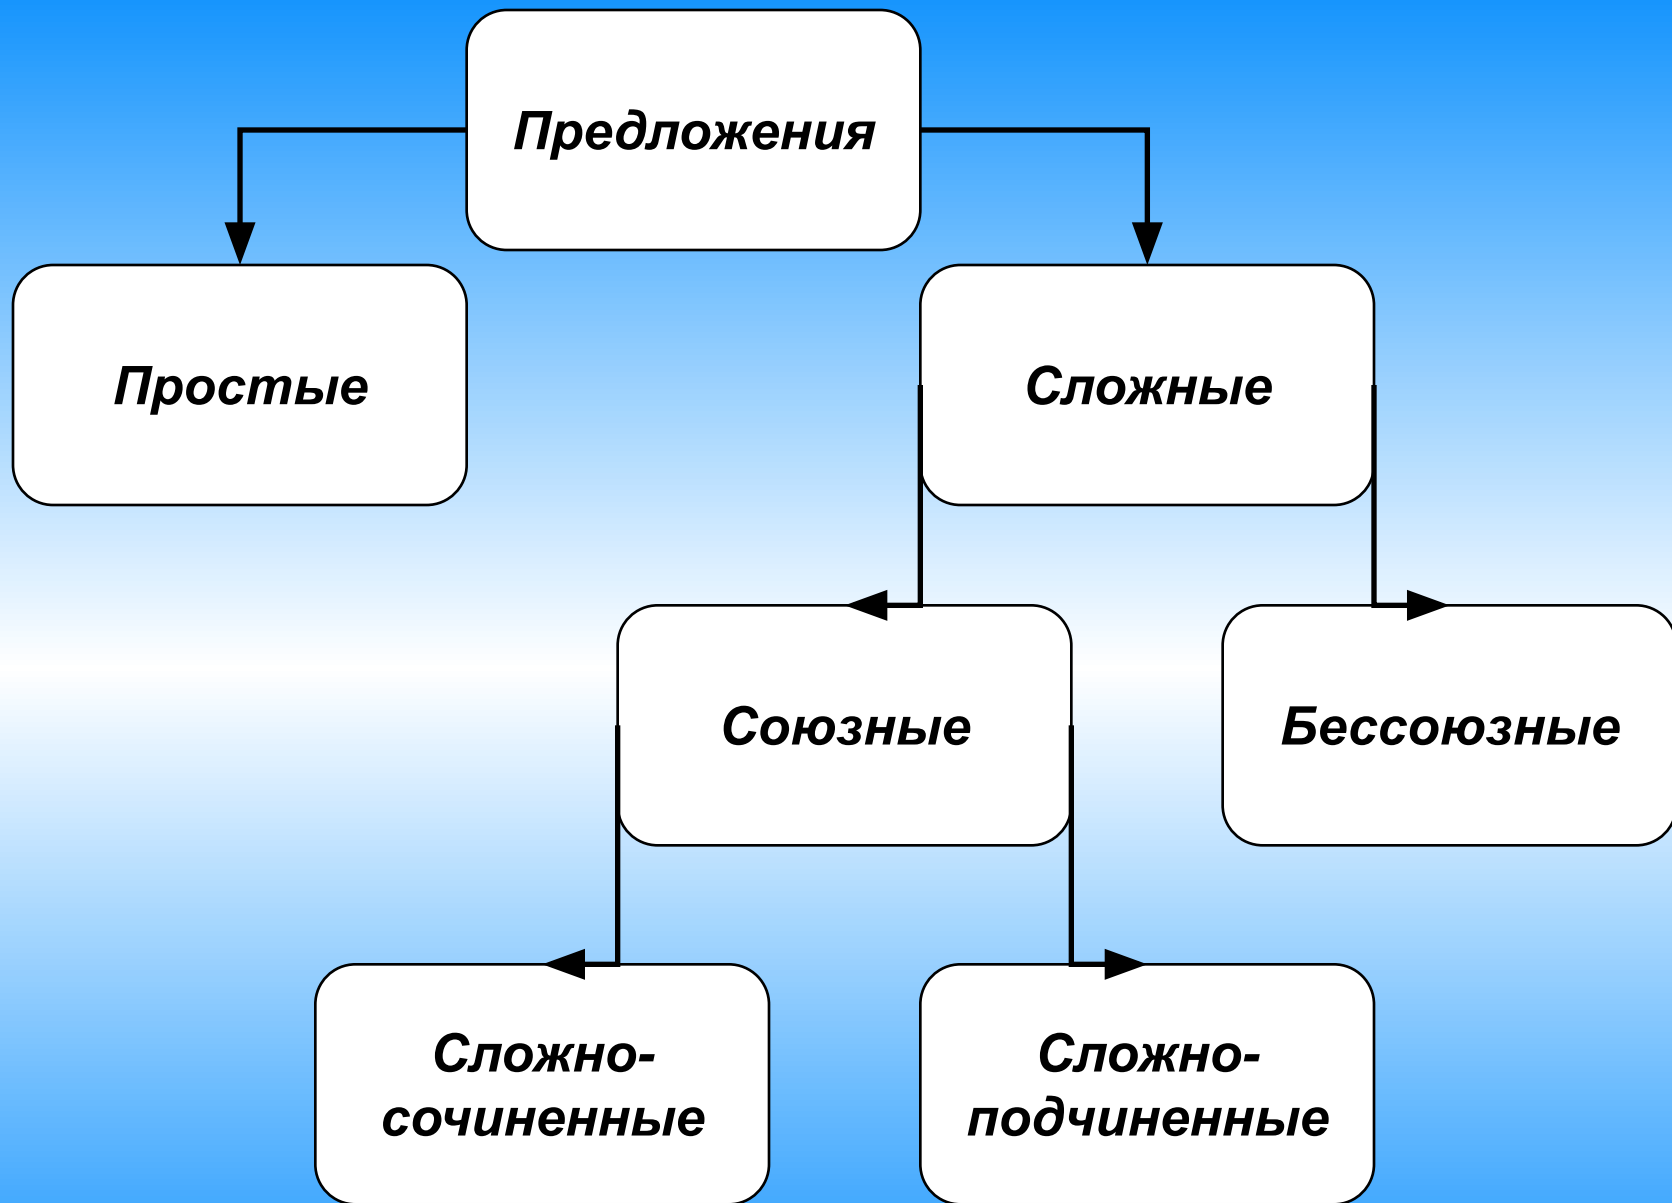 Предложения
Простые
Сложные
Союзные
Бессоюзные
Сложно-
сочиненные
Сложно-
подчиненные